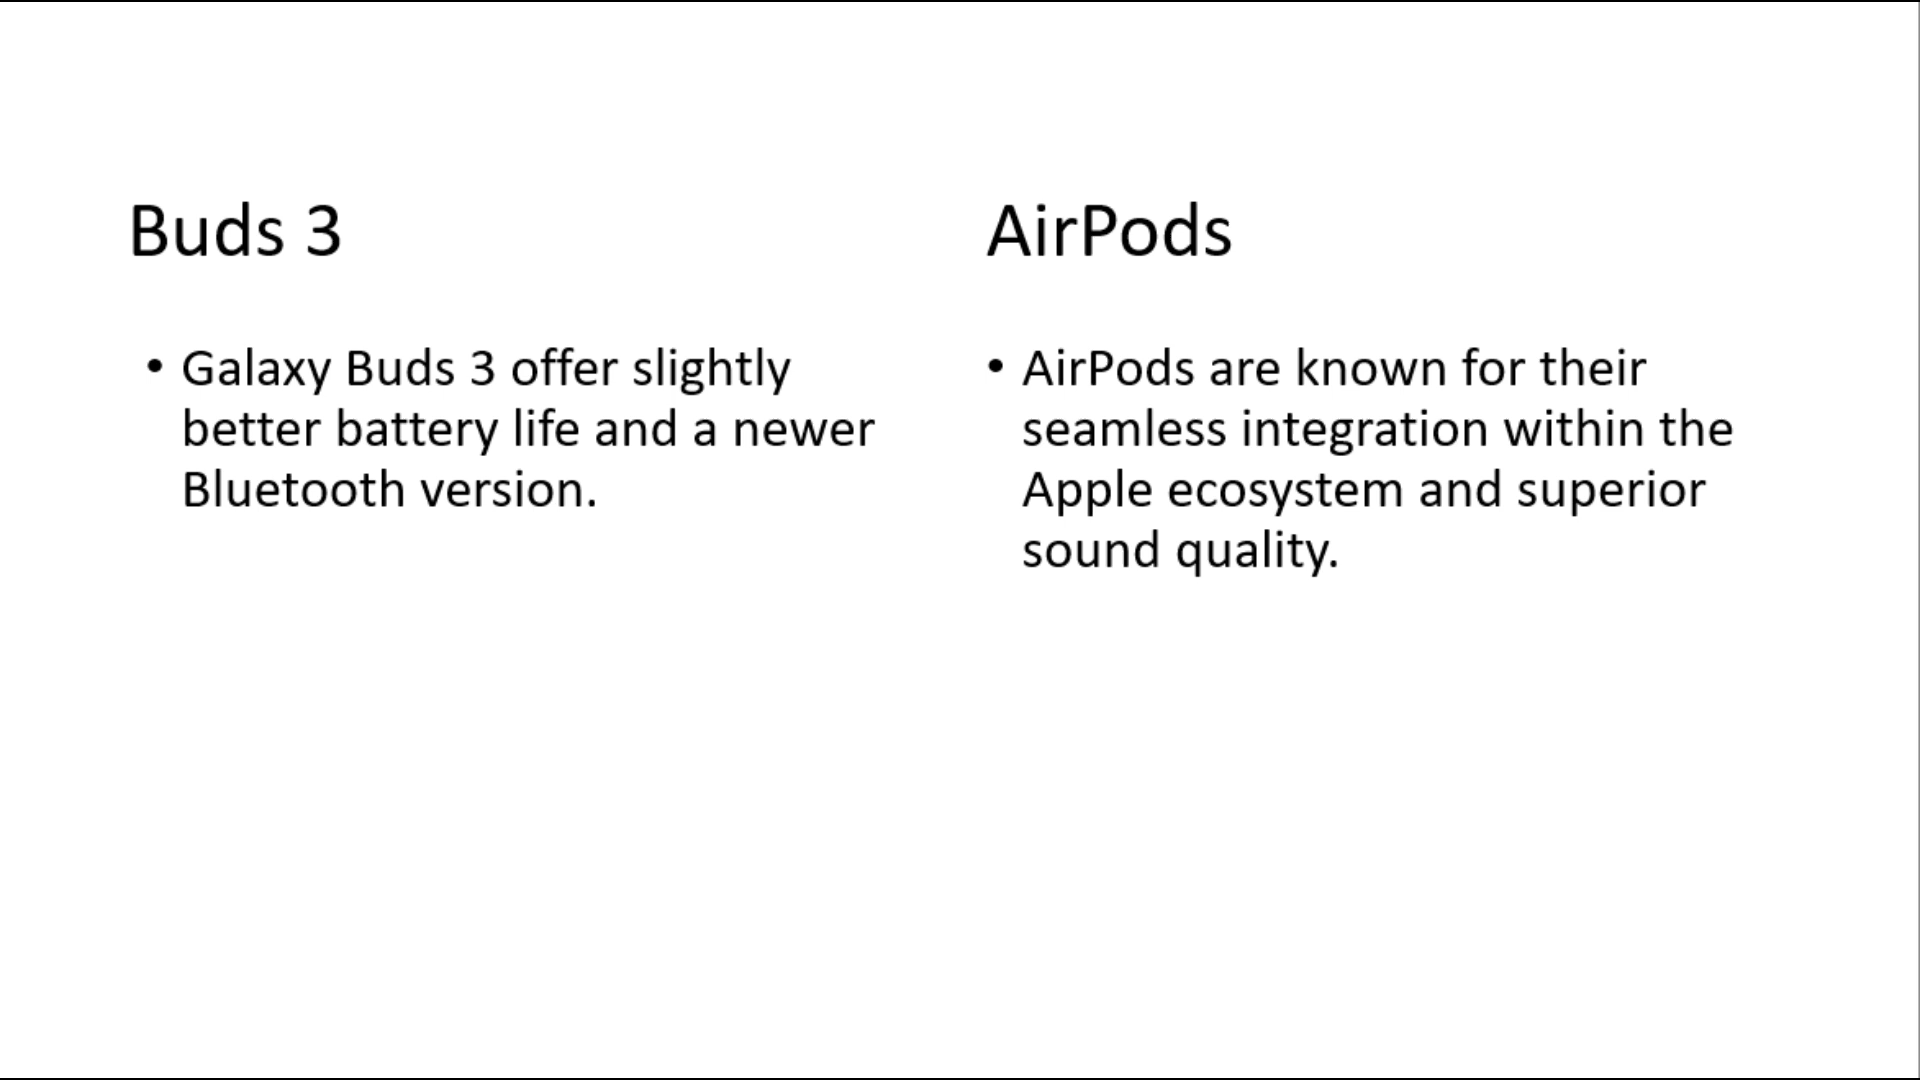 Buds 3
• Galaxy Buds 3 offer slightly
better battery life and a newer
Bluetooth version.
AirPods
• AirPods are known for their
seamless integration within the
Apple ecosystem and superior
sound quality.